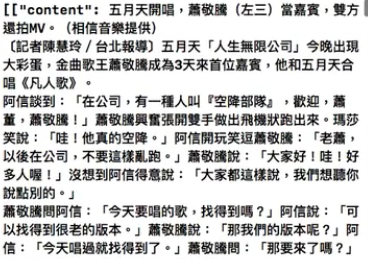 [["content": 五月天開唱，蕭敬騰（左三）當嘉賓，雙方
還拍MV。（相信音樂提供）
〔記者陳慧玲／台北報導〕五月天「人生無限公司」今晚出現
大彩蛋，金曲歌王蕭敬騰成為3天來首位嘉賓，他和五月天合
唱《凡人歌》。
阿信談到：「在公司，有一種人叫『空降部隊』，歡迎，蕭
董，蕭敬騰！」蕭敬騰興奮張開雙手做出飛機狀跑出來。瑪莎
笑說：「哇！他真的空降。」阿信開玩笑逗蕭敬騰：「老蕭，
以後在公司，不要這樣亂跑。」蕭敬騰說：「大家好！哇！好
多人喔！」沒想到阿信得意說：「大家都這樣說，我們想聽你
說點別的。」
蕭敬騰問阿信：「今天要唱的歌，找得到嗎？」阿信說：「可
以找得到很老的版本。」蕭敬騰說：「那我們的版本呢？」阿
信：「今天唱過就找得到了。」蕭敬騰問：「那要來了嗎？」